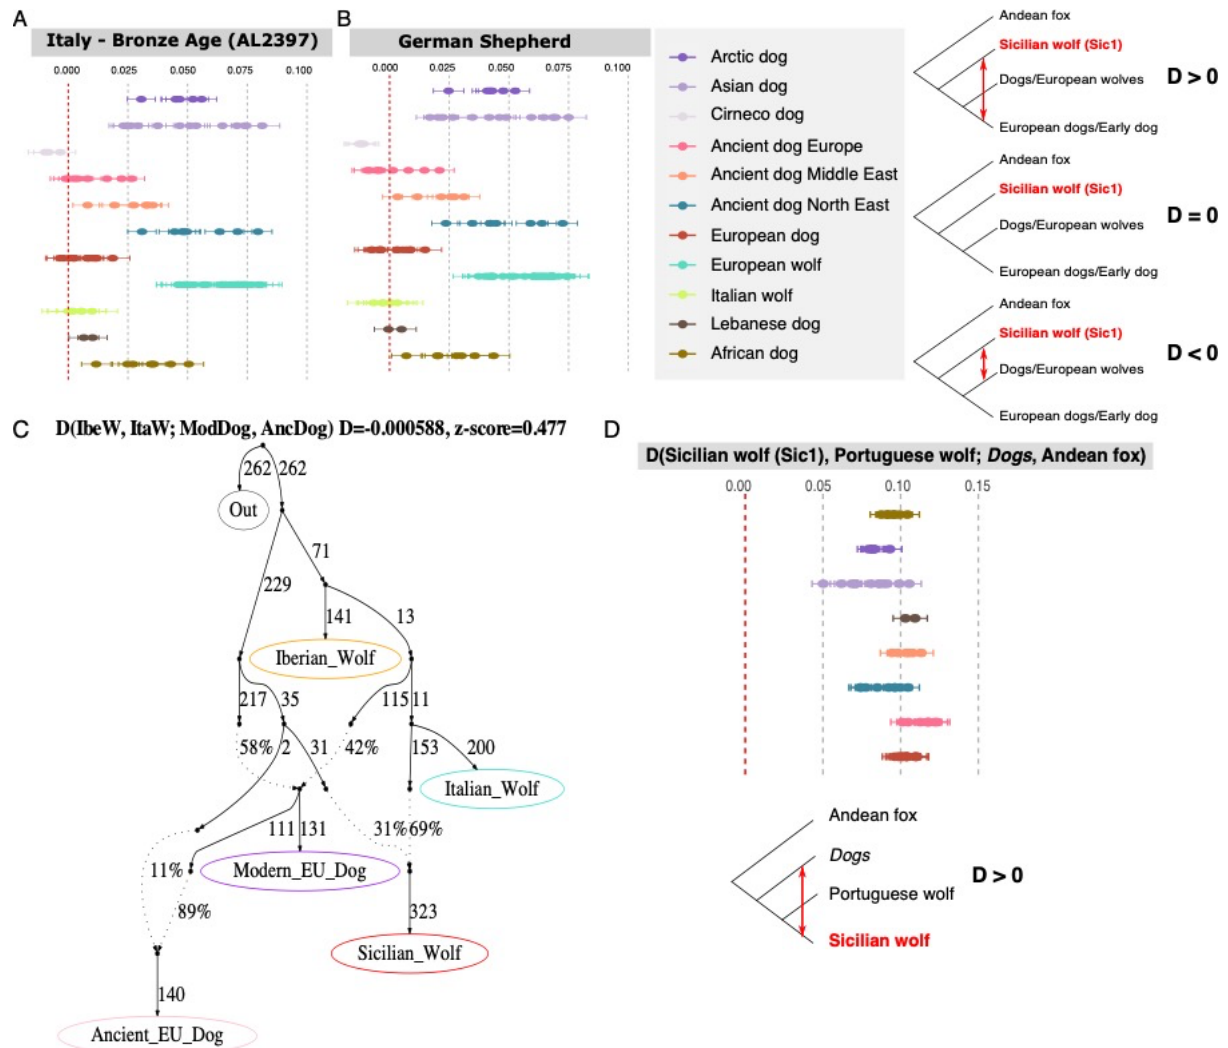 A
Italy - Bronze Age (AL2397)
0.000 0.025 0.050 0.075 0.100
B
German Shepherd
0.000 0.025 0.050 0.075 0.100
Arctic dog
Asian dog
Cirneco dog
Ancient dog Europe
Ancient dog Middle East
Ancient dog North East
European dog
European wolf
Italian wolf
Lebanese dog
African dog
Andean fox
Sicilian wolf (Sic1)
Dogs/European wolves
European dogs/Early dog
D > 0
Andean fox
Sicilian wolf (Sic1)
Dogs/European wolves
European dogs/Early dog
D = 0
Andean fox
Sicilian wolf (Sic1)
Dogs/European wolves
European dogs/Early dog
D < 0
C
D(IbeW, ItaW; ModDog, AncDog) D=-0.000588, z-score=0.477
262 262
Out
71
229
141 13
Iberian_Wolf
217 35 115 11
58% 2 31 42% 153 200
Italian_Wolf
111 131 31% 69%
11% Modern_EU_Dog
89% 323
Sicilian_Wolf
140
Ancient_EU_Dog
D
D(Sicilian wolf (Sic1), Portuguese wolf; Dogs, Andean fox)
0.00 0.05 0.10 0.15
Andean fox
Dogs
Portuguese wolf
Sicilian wolf
D > 0